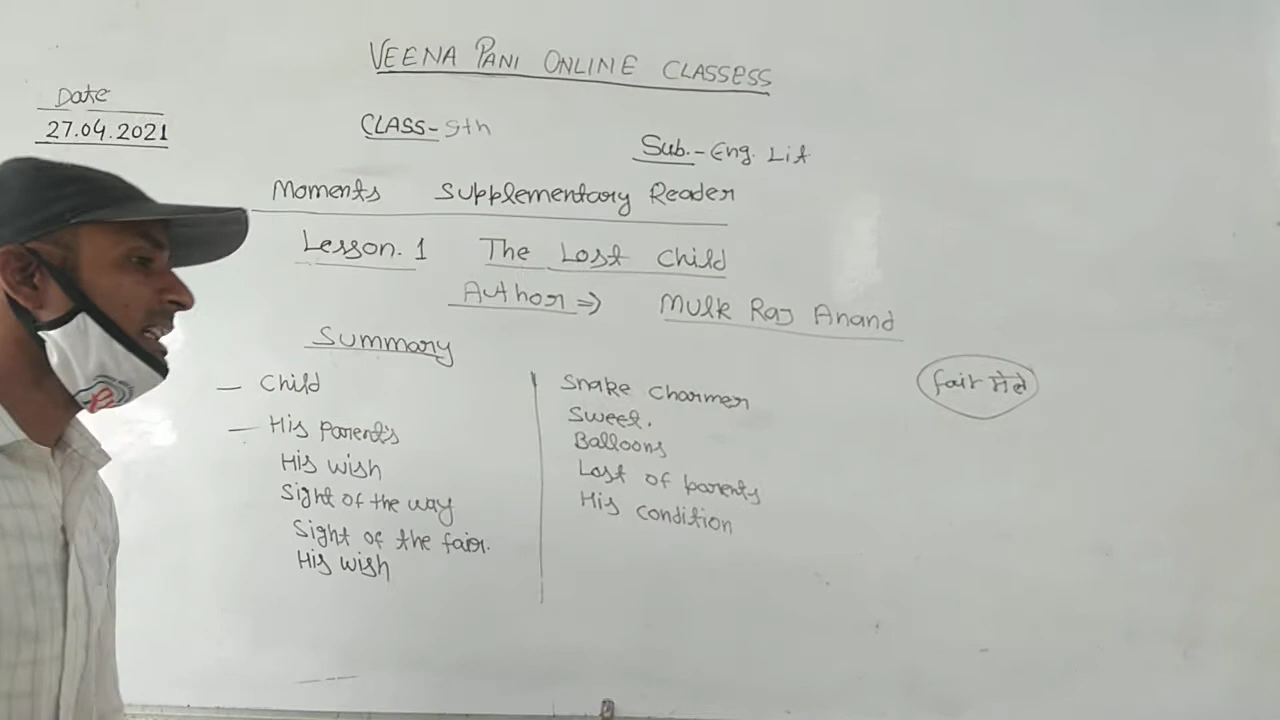 VEENA PANI ONLINE CLASSESS
Date
27.04.2021
CLASS-9th
Sub.- Eng. Lit
Moments Supplementary Reader
Lesson. 1 The Lost Child
Author ⇒ Mulk Raj Anand
Summary
— Child
— His parent's
His wish
Sight of the way
Sight of the fair.
His wish
Snake charmer
Sweet.
Balloons
Lost of parents
His condition
fair मेले